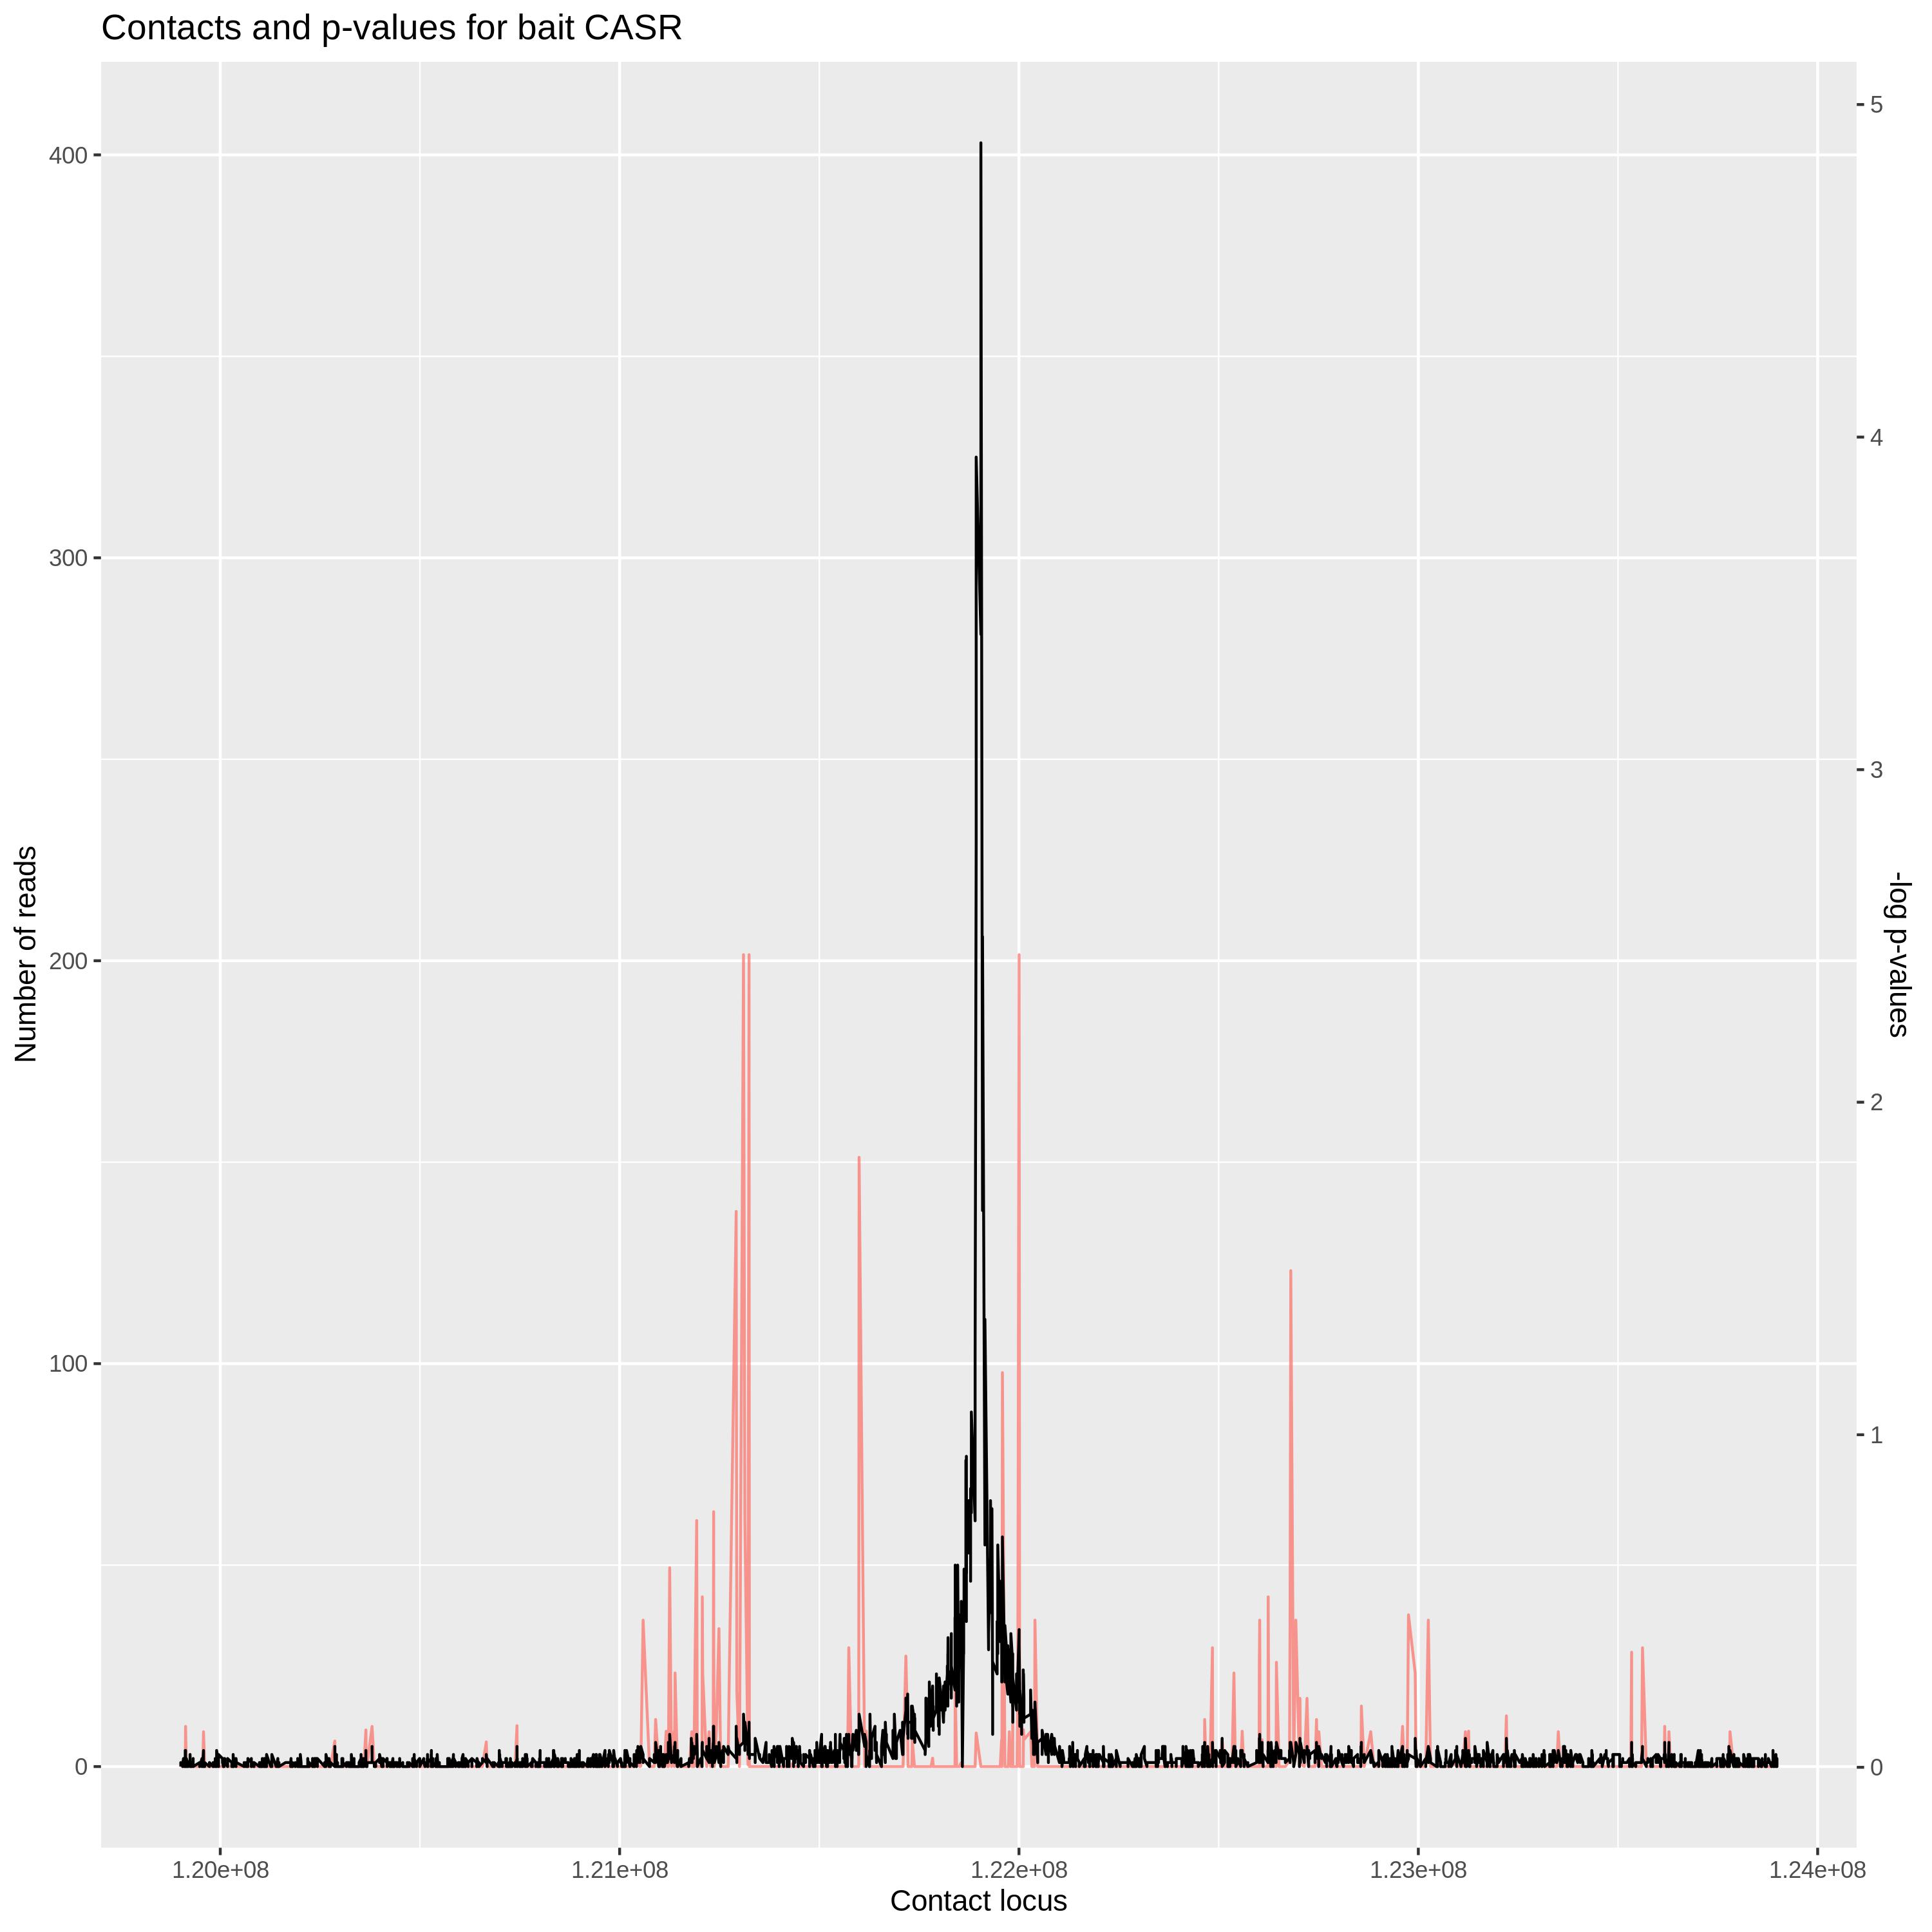 Contacts and p-values for bait CASR
Number of reads
400
300
200
100
0
5
4
3
2
1
0
-log p-values
1.20e+08
1.21e+08
1.22e+08
1.23e+08
1.24e+08
Contact locus